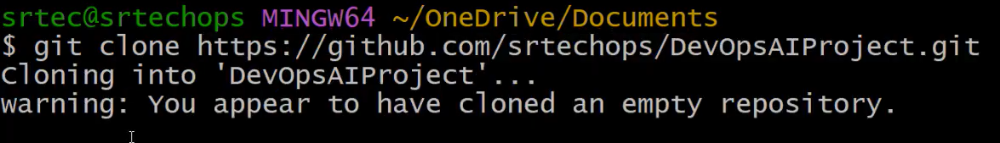 srtec@srtechops MINGW64 ~/OneDrive/Documents
$ git clone https://github.com/srtechops/DevOpsAIProject.git
Cloning into 'DevOpsAIProject'...
warning: You appear to have cloned an empty repository.